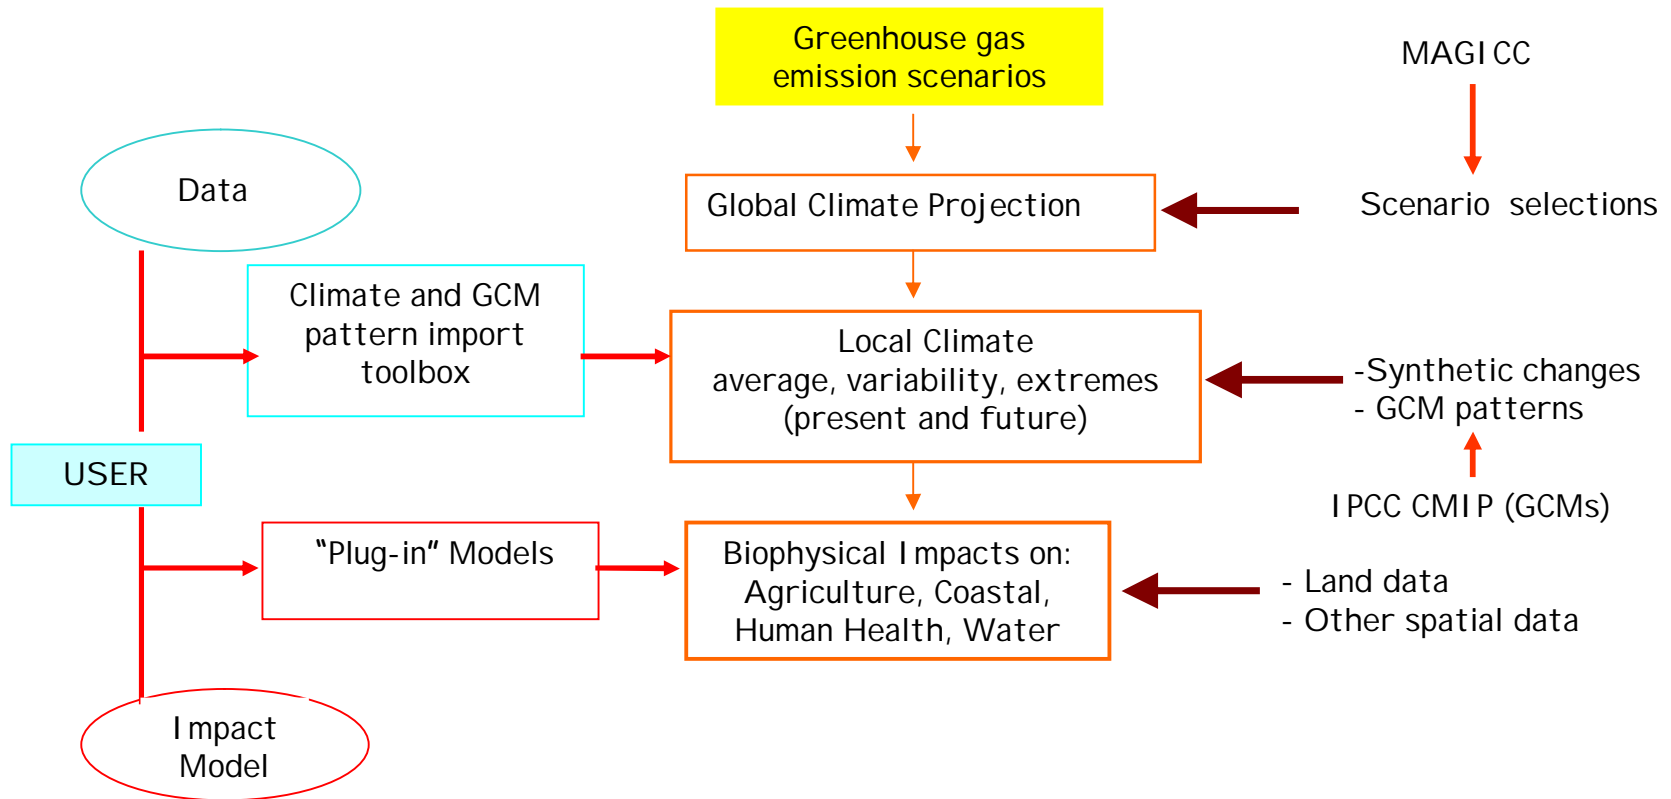 Greenhouse gas
emission scenarios
MAGICC
Data
Global Climate Projection
Scenario selections
Climate and GCM
pattern import
toolbox
Local Climate
average, variability, extremes
(present and future)
-Synthetic changes
- GCM patterns
USER
IPCC CMIP (GCMs)
"Plug-in" Models
Biophysical Impacts on:
Agriculture, Coastal,
Human Health, Water
- Land data
- Other spatial data
Impact
Model